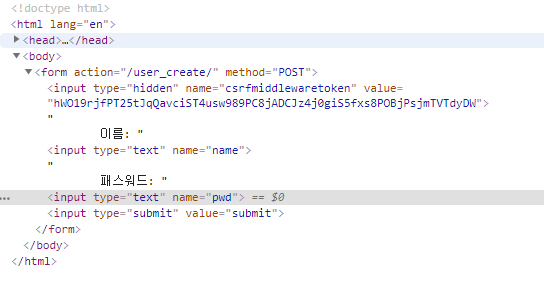 <!doctype html>
<html lang="en">
<head>…</head>
<body>
<form action="/user_create/" method="POST">
<input type="hidden" name="csrfmiddlewaretoken" value=
"hWO19rjfPT25tJqQavciST4usw989PC8jADCJz4j0giS5fxs8POBjPsjmTVTdyDW">
"
이름: "
<input type="text" name="name">
"
패스워드: "
... <input type="text" name="pwd"> == $0
<input type="submit" value="submit">
</form>
</body>
</html>